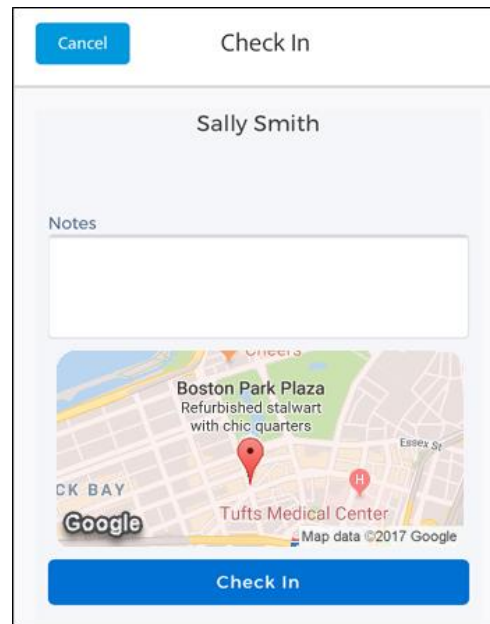 Cancel
Check In
Sally Smith
Notes
Cheers
Boston Park Plaza
Refurbished stalwart
with chic quarters
Essex St
H
CK BAY
Google
Tufts Medical Center
Map data ©2017 Google
Check In